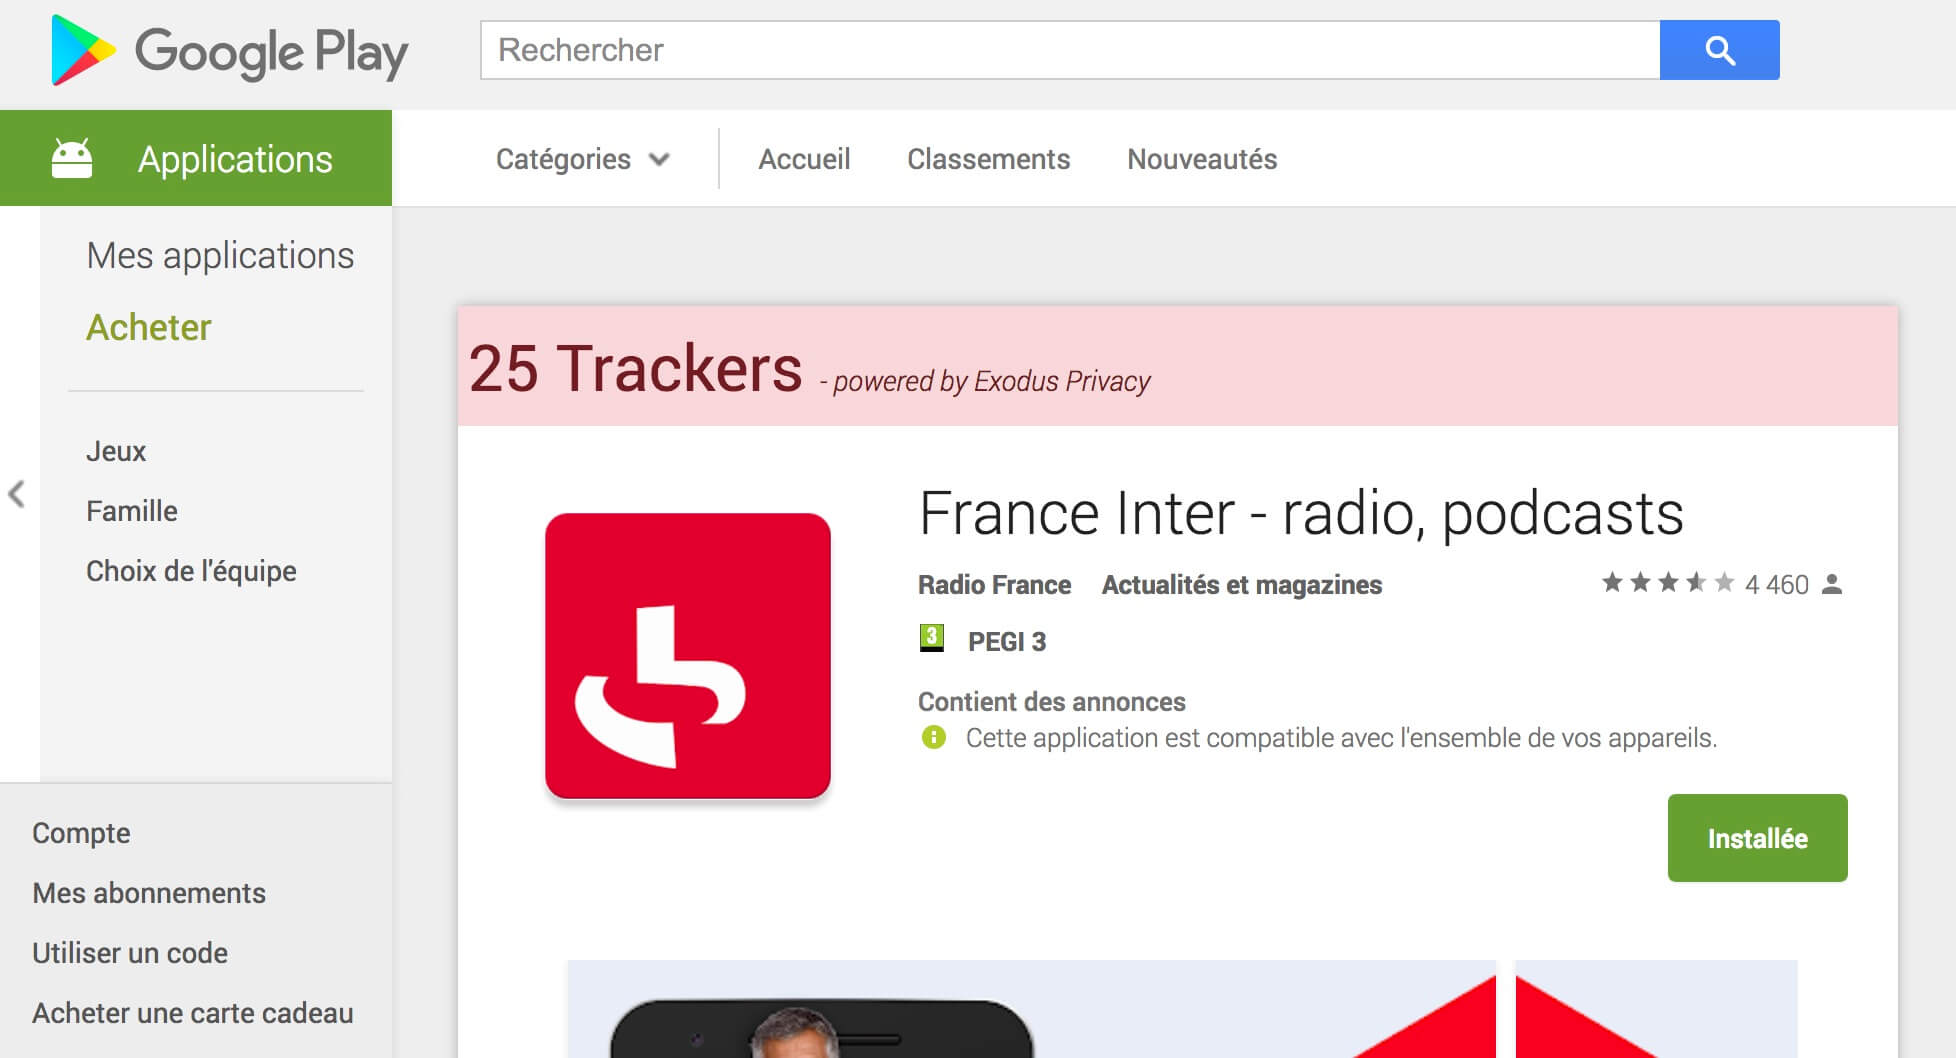 Google Play
Rechercher
Applications
Catégories
Accueil
Classements
Nouveautés
Mes applications
Acheter
Jeux
Famille
Choix de l'équipe
Compte
Mes abonnements
Utiliser un code
Acheter une carte cadeau
25 Trackers - powered by Exodus Privacy
France Inter - radio, podcasts
Radio France Actualités et magazines 4 460
3 PEGI 3
Contient des annonces
Cette application est compatible avec l'ensemble de vos appareils.
Installée